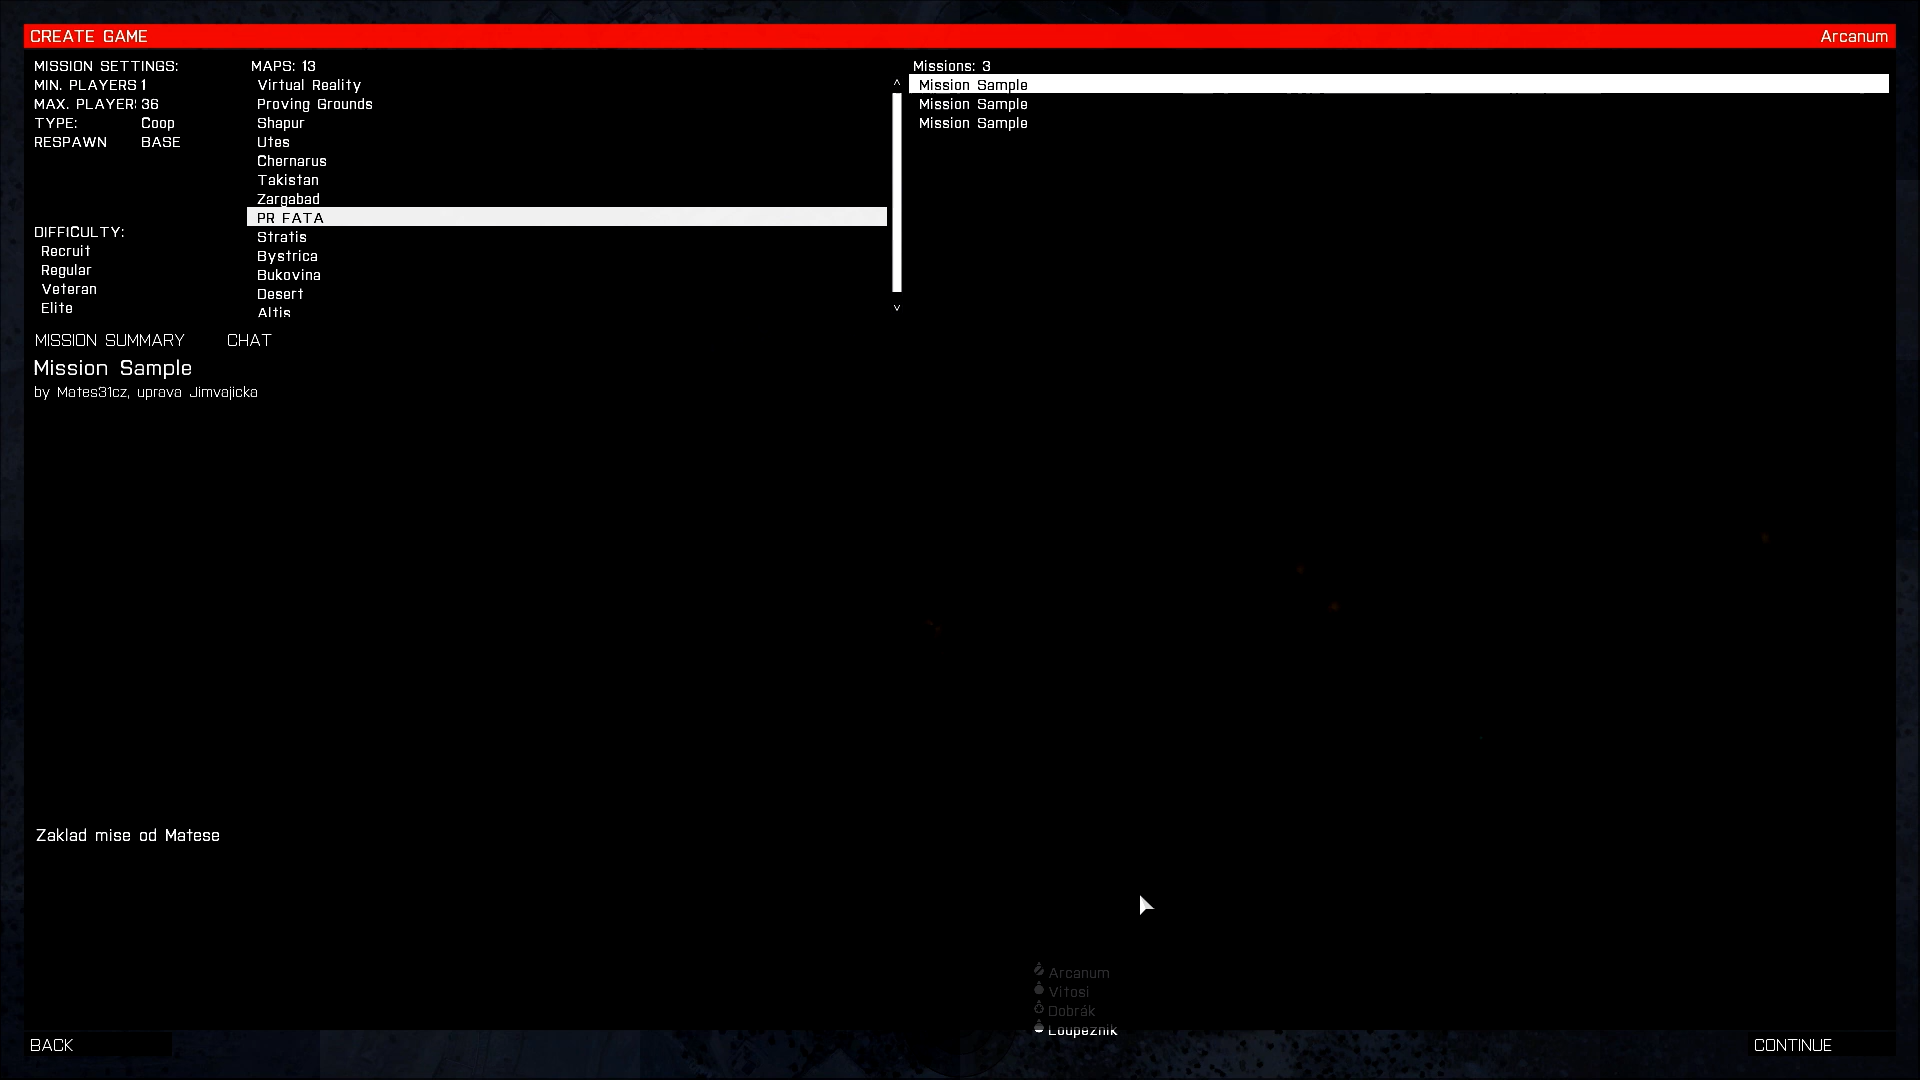 CREATE GAME
Arcanum
MISSION SETTINGS:
MIN. PLAYERS 1
MAX. PLAYER: 36
TYPE: Coop
RESPAWN BASE
DIFFICULTY:
Recruit
Regular
Veteran
Elite
MAPS: 13
Virtual Reality
Proving Grounds
Shapur
Utes
Chernarus
Takistan
Zargabad
PR FATA
Stratis
Bystrica
Bukovina
Desert
Altis
Missions: 3
Mission Sample
Mission Sample
Mission Sample
MISSION SUMMARY
CHAT
Mission Sample
by Mates31cz, uprava Jimvajicka
Zaklad mise od Matese
Arcanum
Vitosi
Dobrák
Loupeznik
BACK
CONTINUE